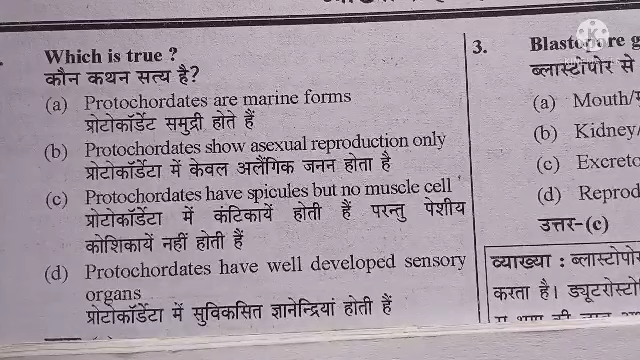 Which is true ?
कौन कथन सत्य है?
(a) Protochordates are marine forms
प्रोटोकॉर्डेट समुद्री होते हैं
(b) Protochordates show asexual reproduction only
प्रोटोकॉर्डेटा में केवल अलैंगिक जनन होता है
(c) Protochordates have spicules but no muscle cell
प्रोटोकॉर्डेटा में कंटिकायें होती हैं परन्तु पेशीय
कोशिकायें नहीं होती हैं
(d) Protochordates have well developed sensory
organs
प्रोटोकॉर्डेटा में सुविकसित ज्ञानेन्द्रियां होती हैं
3. Blastopore g
ब्लास्टोपोर से
(a) Mouth/
(b) Kidney/
(c) Excreto
(d) Reprod
उत्तर-(c)
व्याख्या : ब्लास्टोपोर
करता है। ड्यूटरोस्टो